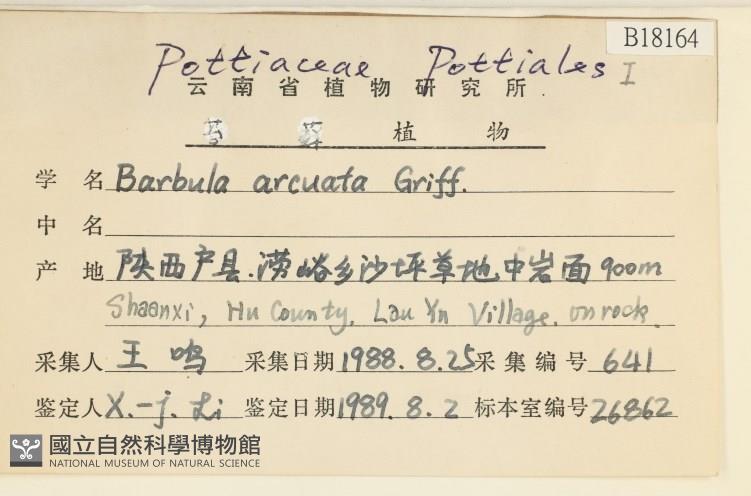 B18164
Pottiaceae Pottiales I
云南省植物研究所
苔藓植物
学名 Barbula arcuata Griff.
中名
产地 陕西户县.涝峪乡沙坪草地中岩面 900m
Shaanxi, Hu County, Lau Yu Village. on rock.
采集人 王鸣 采集日期 1988.8.25 采集编号 641
鉴定人 X.-j. Li 鉴定日期 1989.8.2 标本室编号 26862
國立自然科學博物館
NATIONAL MUSEUM OF NATURAL SCIENCE